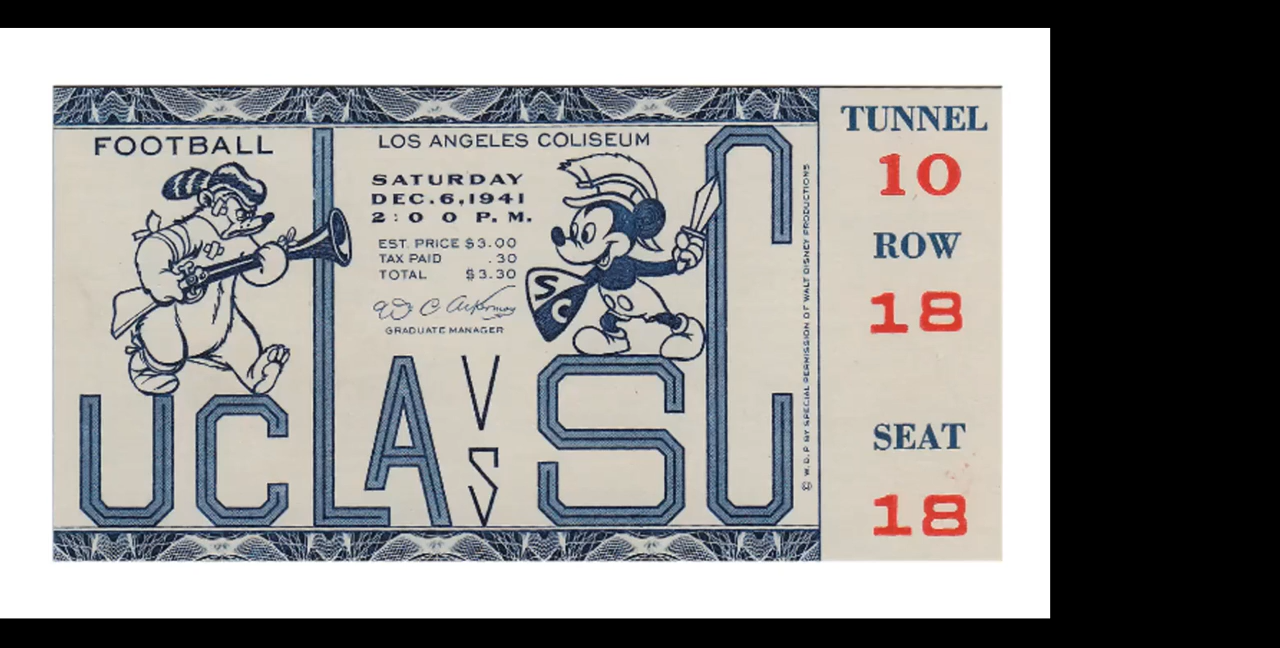 FOOTBALL
LOS ANGELES COLISEUM
SATURDAY
DEC. 6, 1941
2:00 P.M.
EST. PRICE $3.00
TAX PAID .30
TOTAL $3.30
W C Ackerman
GRADUATE MANAGER
SC
UCLA VS SC
© W.D.P. BY SPECIAL PERMISSION OF WALT DISNEY PRODUCTIONS
TUNNEL
10
ROW
18
SEAT
18